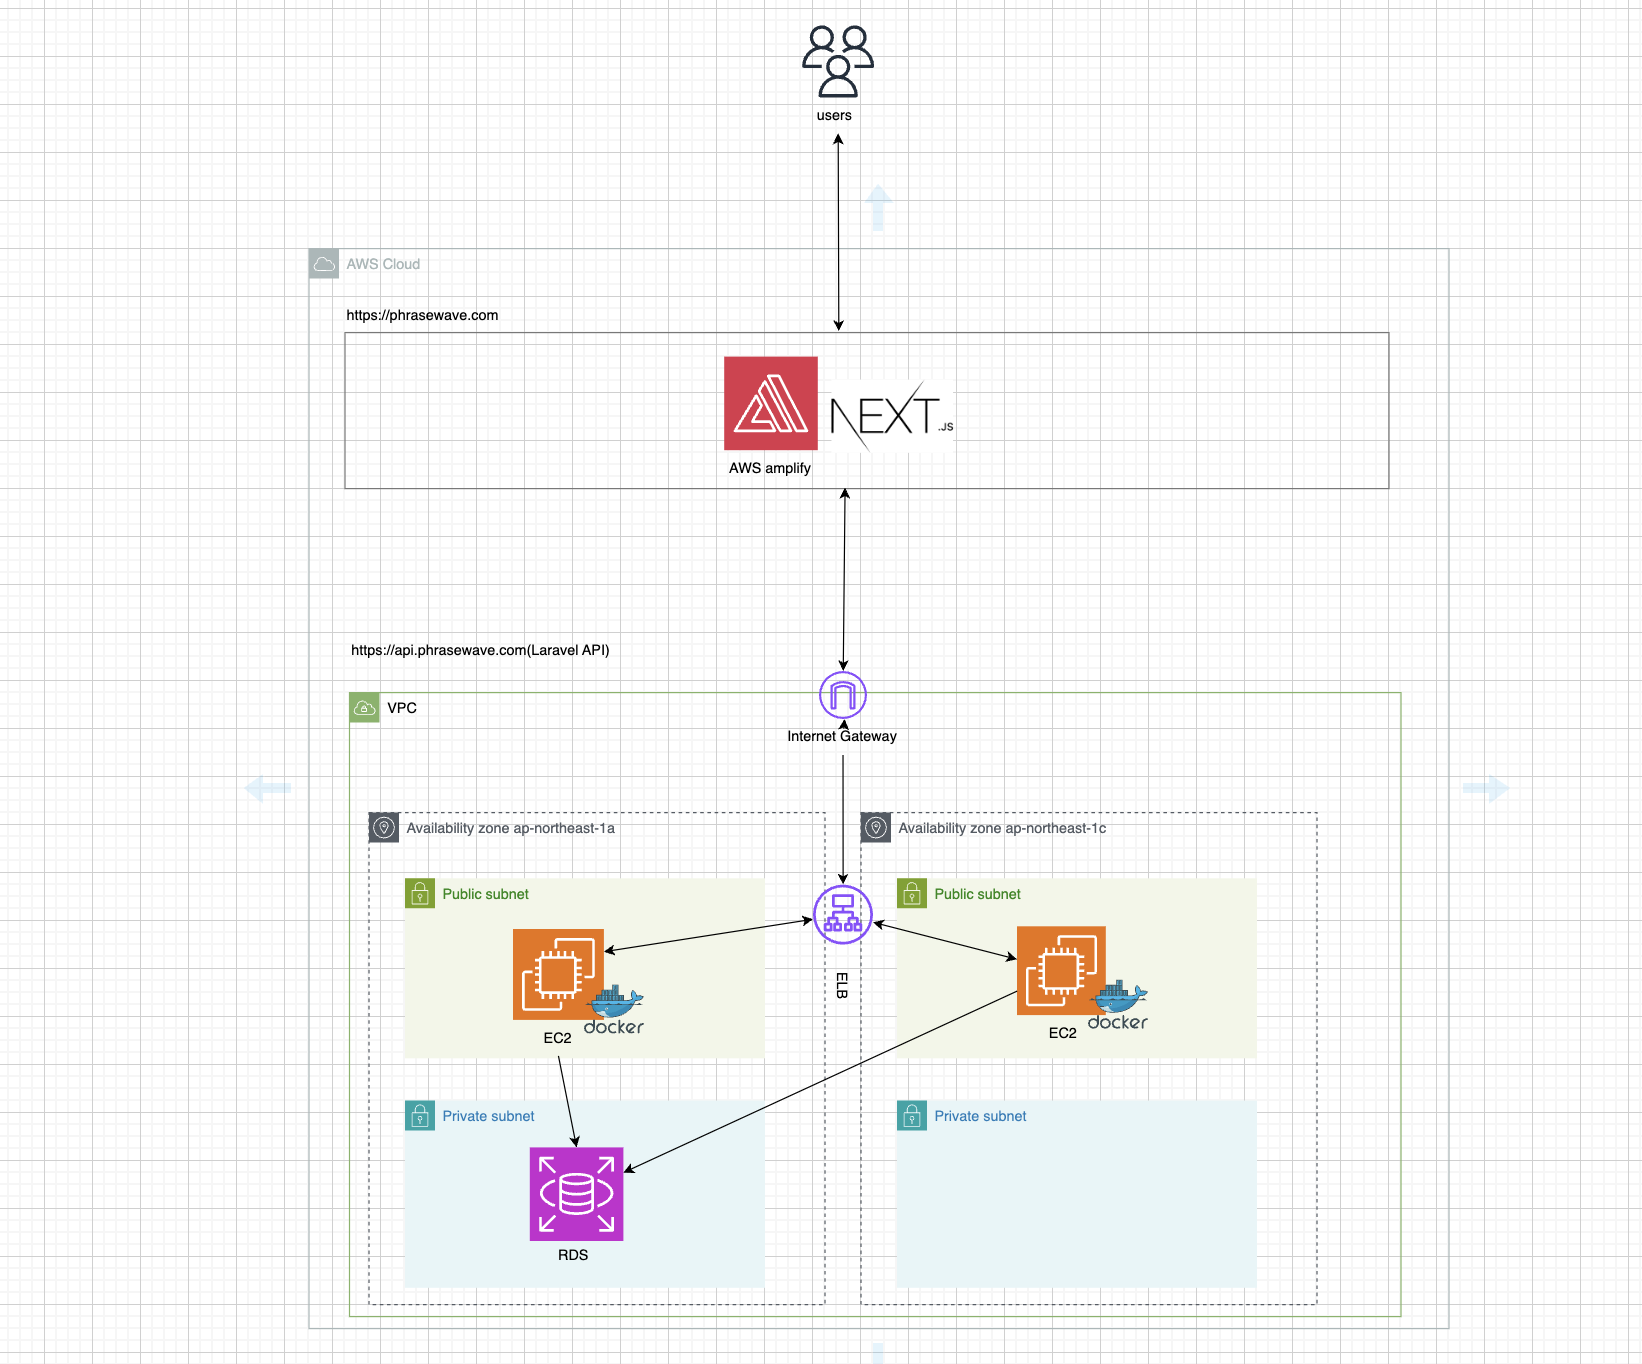 users
AWS Cloud
https://phrasewave.com
NEXT.JS
AWS amplify
https://api.phrasewave.com(Laravel API)
VPC
Internet Gateway
Availability zone ap-northeast-1a
Availability zone ap-northeast-1c
Public subnet
Public subnet
ELB
docker
EC2
docker
EC2
Private subnet
Private subnet
RDS